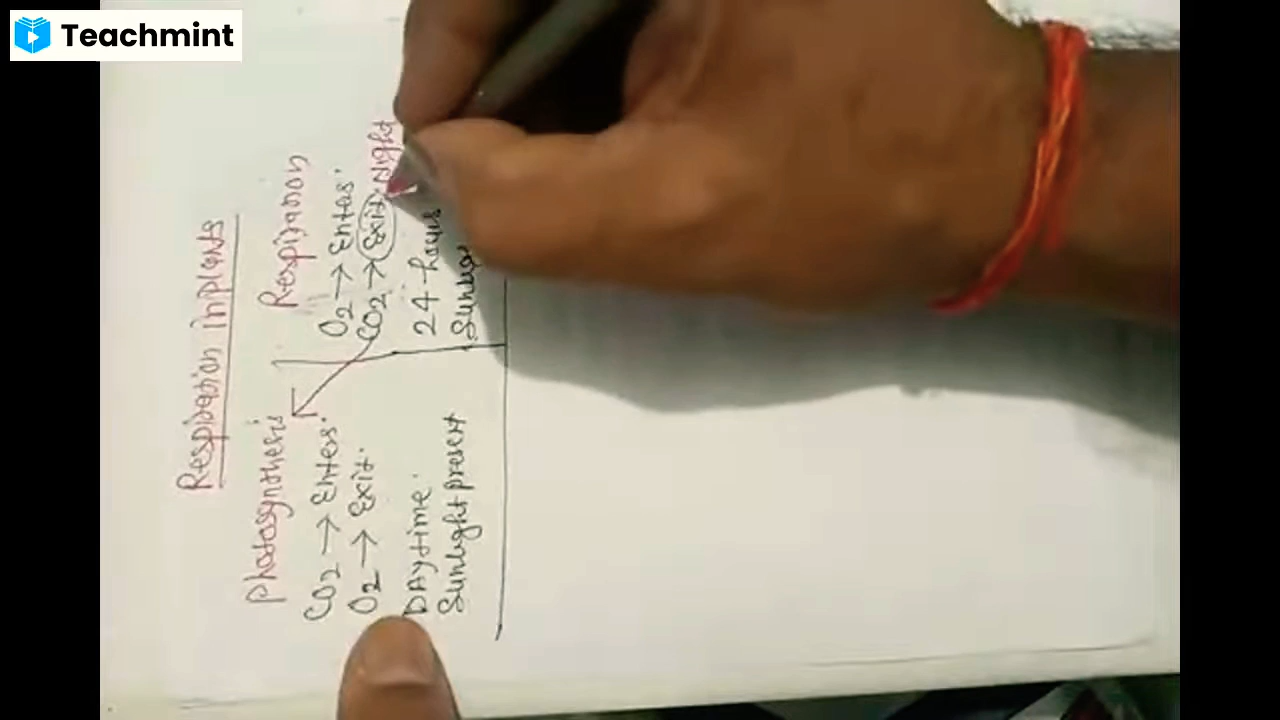 Teachmint
Respiration in plants
Photosynthesis
CO2 → Enters.
O2 → Exit.
DAytime.
Sunlight present
Respiration
O2 → Enters.
CO2 → Exit. Night
24-hours